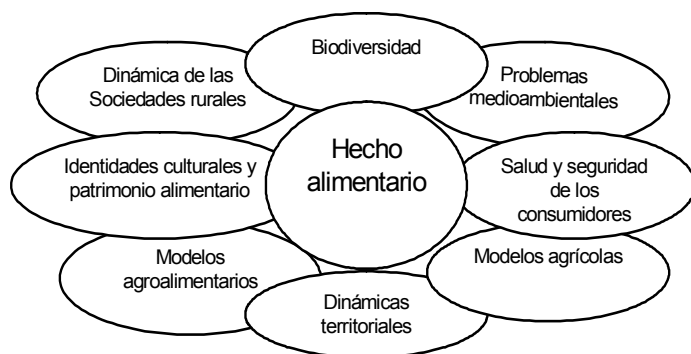 Biodiversidad
Dinámica de las
Sociedades rurales
Problemas
medioambientales
Hecho
alimentario
Identidades culturales y
patrimonio alimentario
Salud y seguridad
de los
consumidores
Modelos
agroalimentarios
Modelos agrícolas
Dinámicas
territoriales